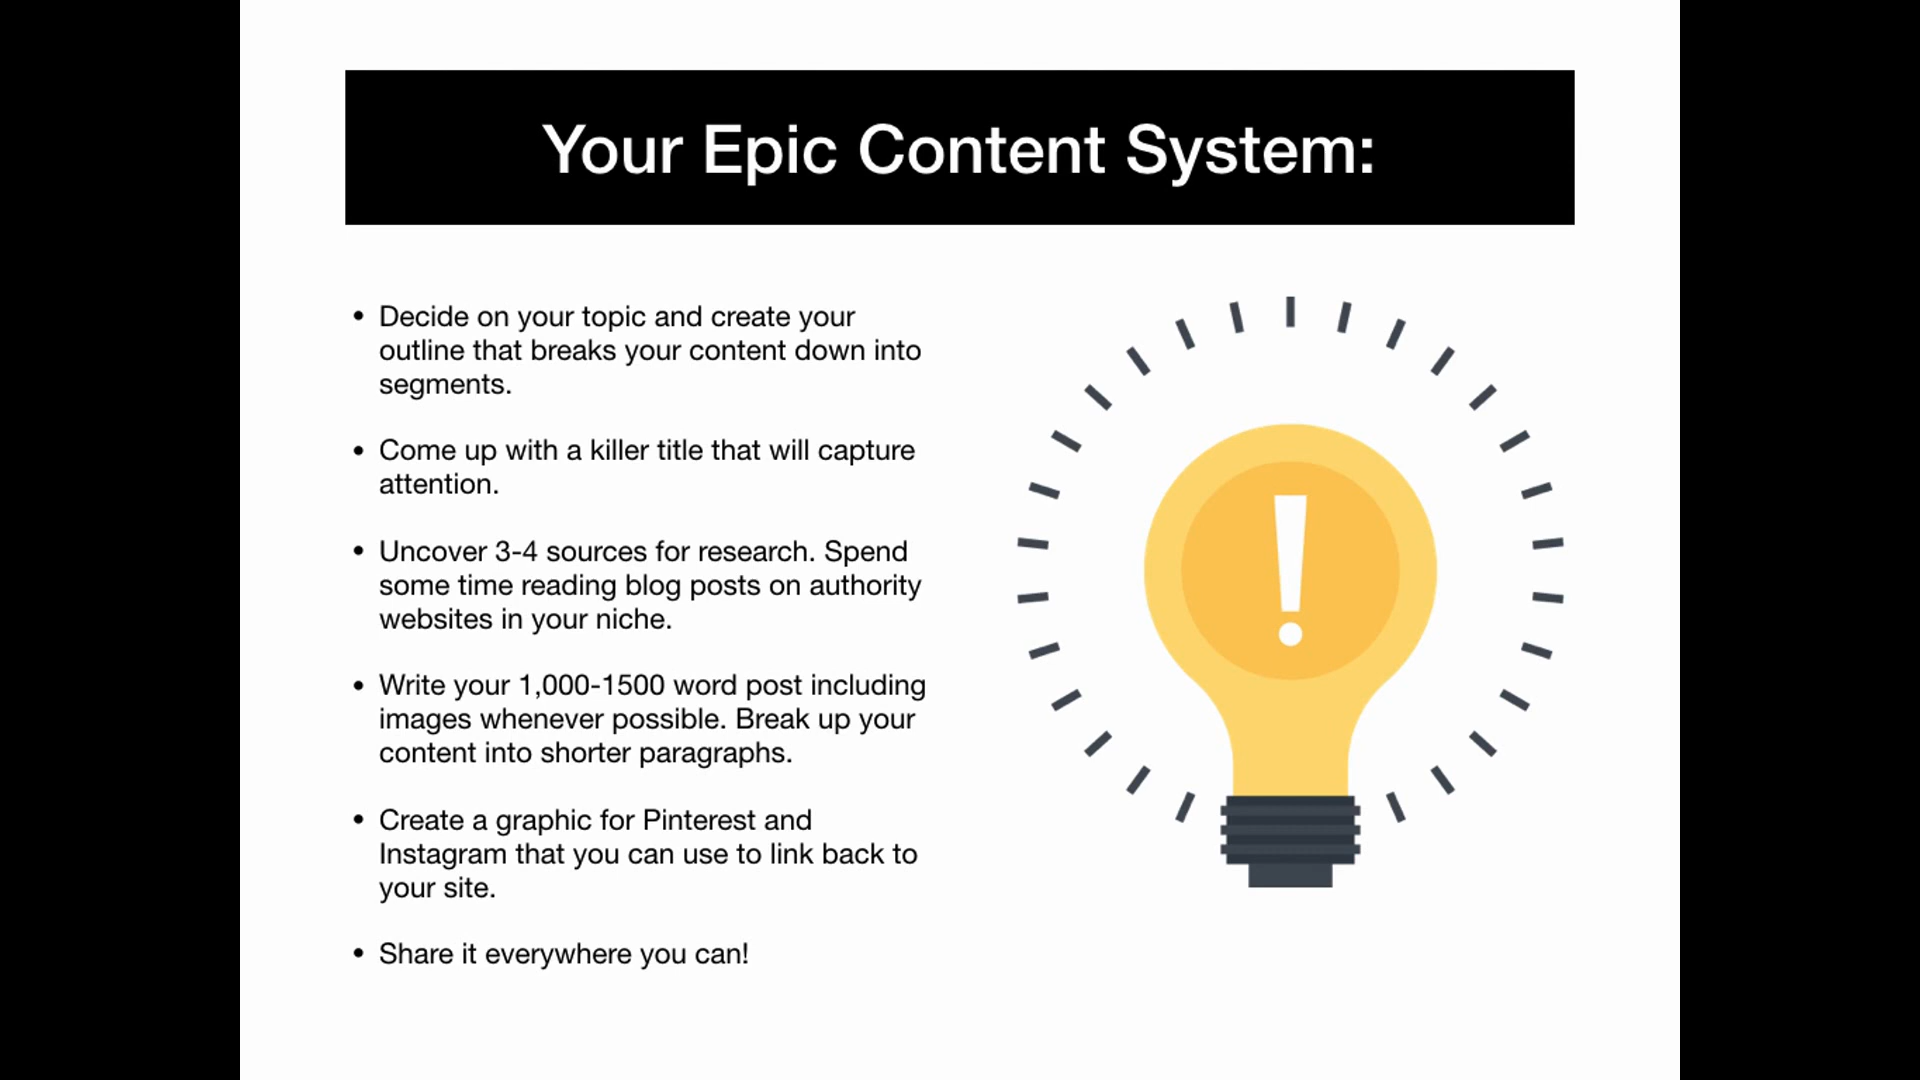 Your Epic Content System:
• Decide on your topic and create your
outline that breaks your content down into
segments.
• Come up with a killer title that will capture
attention.
• Uncover 3-4 sources for research. Spend
some time reading blog posts on authority
websites in your niche.
• Write your 1,000-1500 word post including
images whenever possible. Break up your
content into shorter paragraphs.
• Create a graphic for Pinterest and
Instagram that you can use to link back to
your site.
• Share it everywhere you can!
!